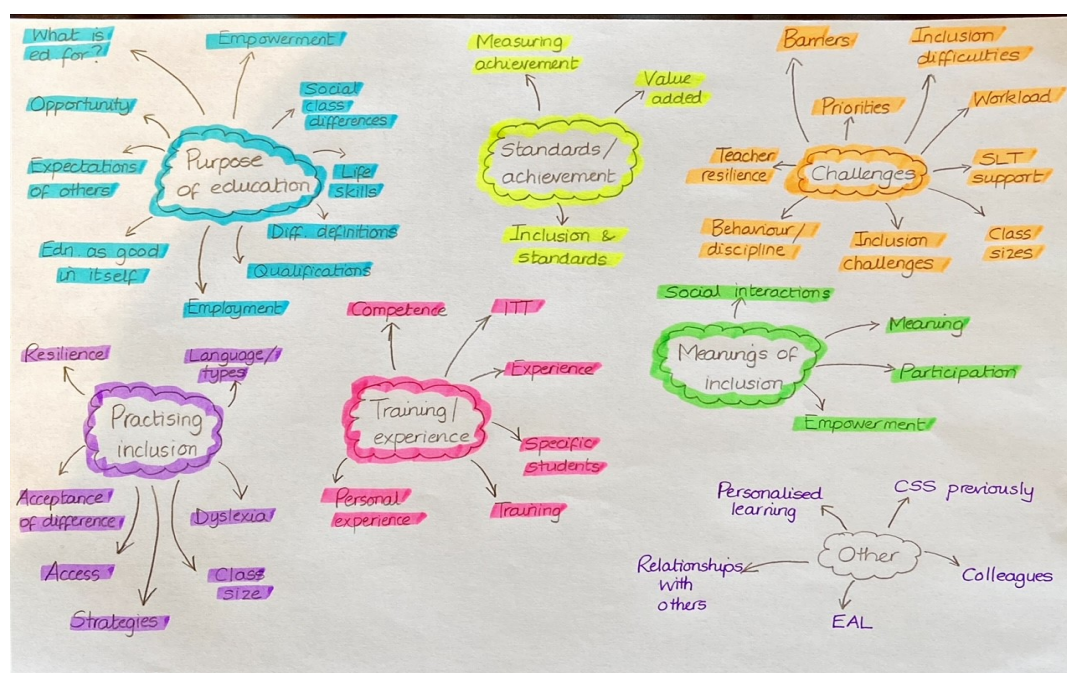 What is
ed. for?
Empowerment
Opportunity
Social
class
differences
Expectations
of others
Purpose
of education
Life
skills
Diff. definitions
Edn. as good
in itself
Qualifications
Employment
Measuring
achievement
Value
added
Standards/
achievement
Inclusion &
standards
Barriers
Inclusion
difficulties
Priorities
Workload
Teacher
resilience
Challenges
SLT
support
Behaviour/
discipline
Inclusion
challenges
Class
sizes
Resilience
Language/
types
Practising
inclusion
Acceptance
of difference
Dyslexia
Access
Class
size
Strategies
Competence
ITT
Experience
Training/
experience
Specific
students
Personal
experience
Training
Social interactions
Meanings of
inclusion
Meaning
Participation
Empowerment
Personalised
learning
CSS previously
Other
Relationships
with
others
Colleagues
EAL